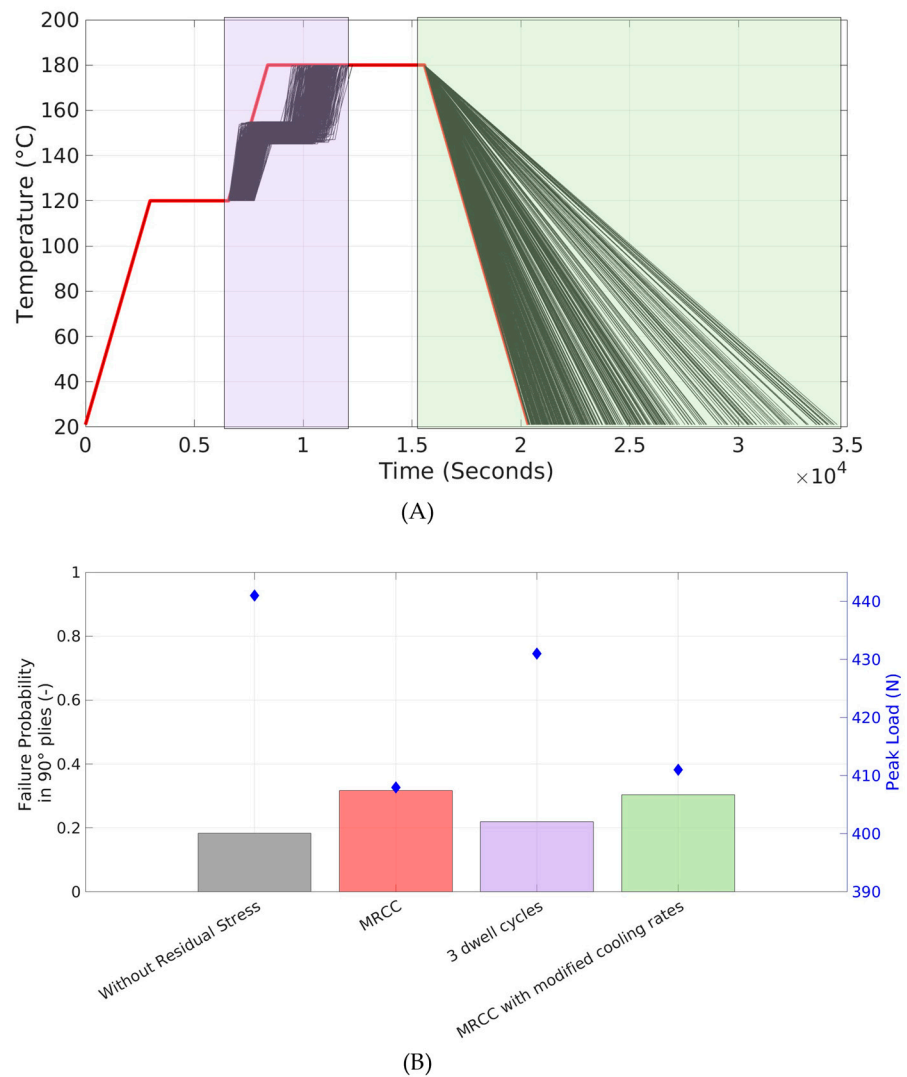 200
180
160
140
120
100
80
60
40
20
Temperature (°C)
0
0.5
1
1.5
2
2.5
3
3.5
Time (Seconds)
×10⁴
(A)
1
0.8
0.6
0.4
0.2
0
Failure Probability
in 90° plies (-)
440
430
420
410
400
390
Peak Load (N)
Without Residual Stress
MRCC
3 dwell cycles
MRCC with modified cooling rates
(B)